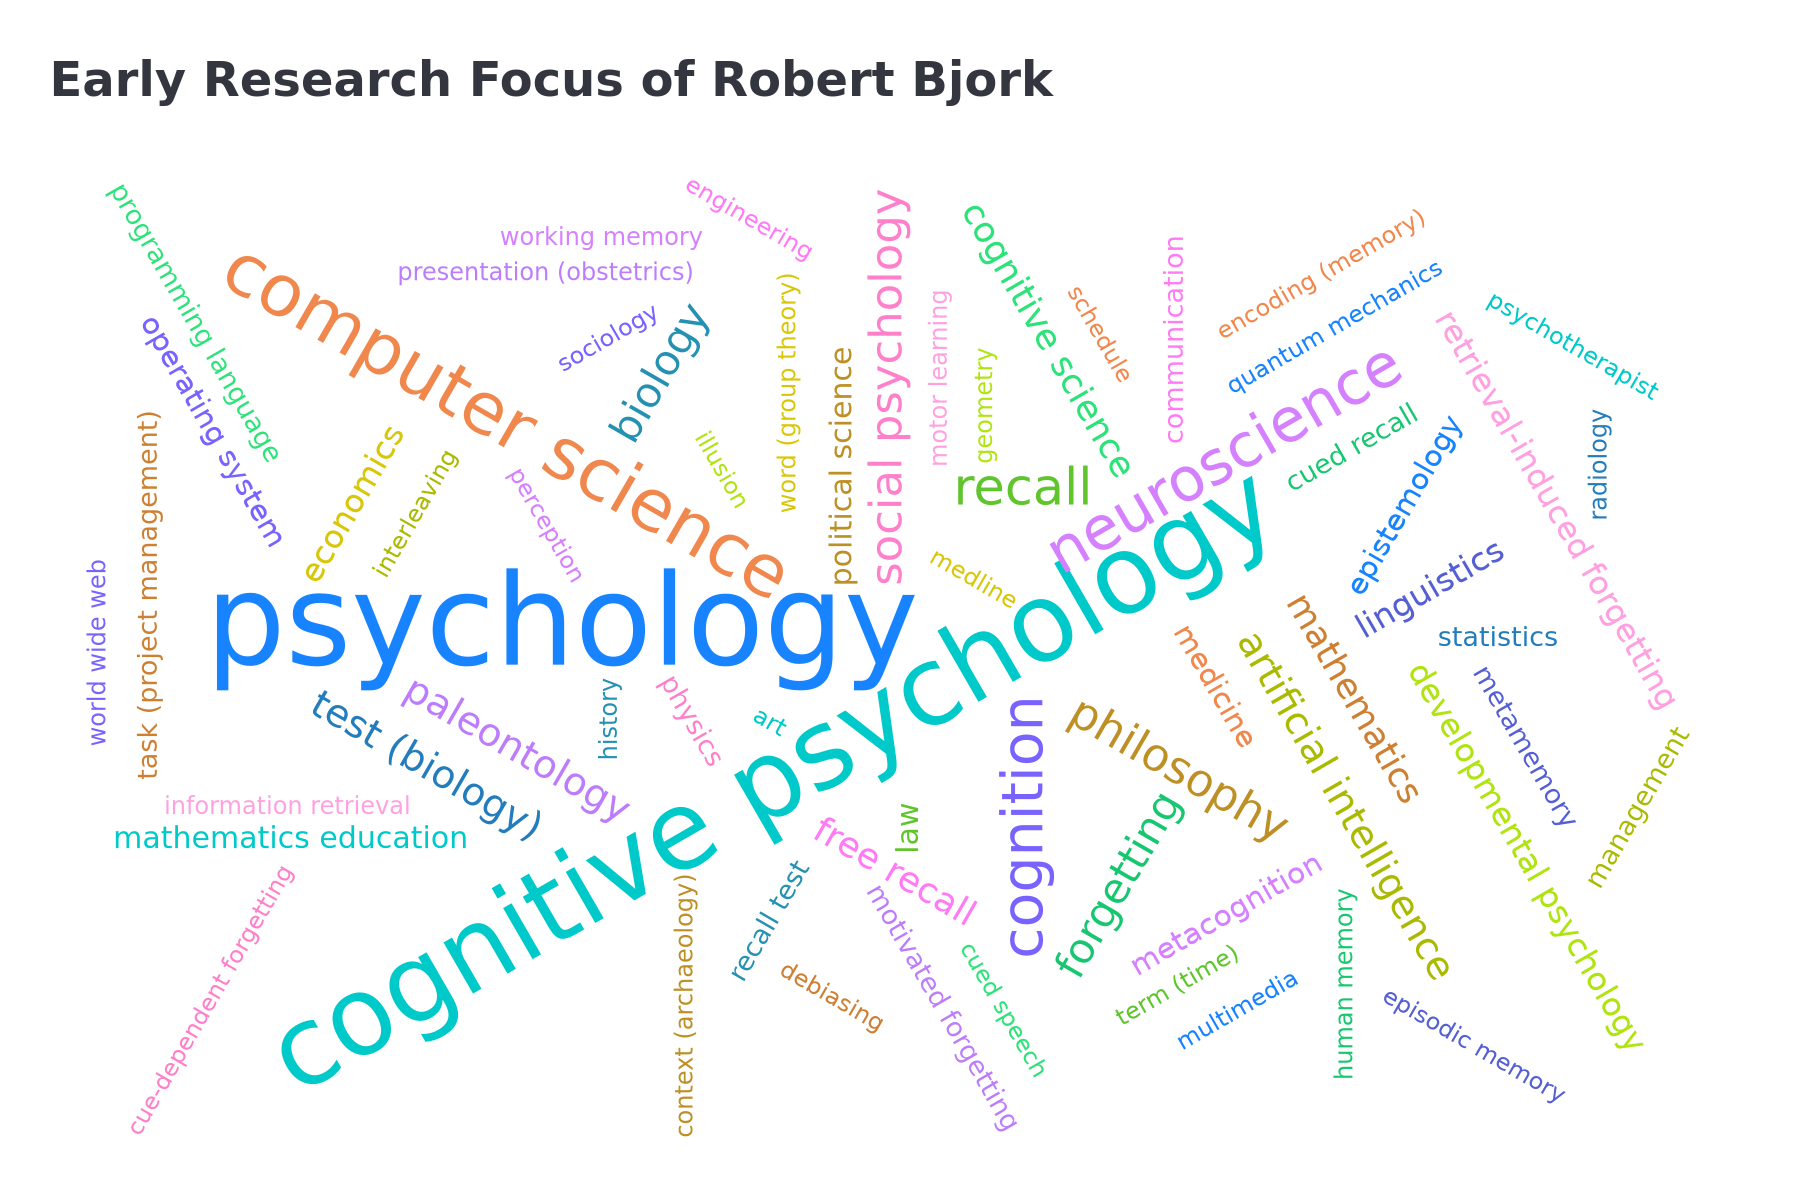 Early Research Focus of Robert Bjork
programming language
engineering
working memory
presentation (obstetrics)
computer science
social psychology
cognitive science
communication
encoding (memory)
quantum mechanics
psychotherapist
operating system
sociology
biology
word (group theory)
motor learning
schedule
geometry
retrieval-induced forgetting
neuroscience
political science
cued recall
radiology
task (project management)
economics
interleaving
perception
illusion
recall
epistemology
world wide web
psychology
medline
cognitive psychology
linguistics
statistics
mathematics
medicine
artificial intelligence
developmental psychology
metamemory
management
test (biology)
paleontology
history
physics
art
cognition
philosophy
information retrieval
mathematics education
law
free recall
forgetting
cue-dependent forgetting
context (archaeology)
recall test
debiasing
motivated forgetting
cued speech
metacognition
term (time)
multimedia
human memory
episodic memory